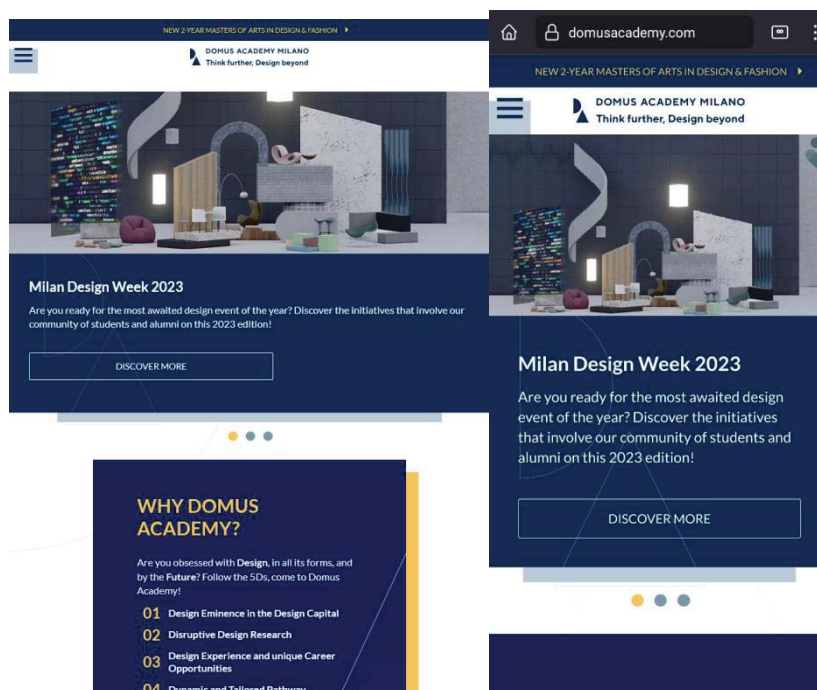 NEW 2-YEAR MASTERS OF ARTS IN DESIGN & FASHION
DOMUS ACADEMY MILANO
Think further, Design beyond
Milan Design Week 2023
Are you ready for the most awaited design event of the year? Discover the initiatives that involve our
community of students and alumni on this 2023 edition!
DISCOVER MORE
WHY DOMUS
ACADEMY?
Are you obsessed with Design, in all its forms, and
by the Future? Follow the 5Ds, come to Domus
Academy!
01 Design Eminence in the Design Capital
02 Disruptive Design Research
03 Design Experience and unique Career
Opportunities
04 Dynamic and Tailored Pathway
domusacademy.com
NEW 2-YEAR MASTERS OF ARTS IN DESIGN & FASHION
DOMUS ACADEMY MILANO
Think further, Design beyond
Milan Design Week 2023
Are you ready for the most awaited design
event of the year? Discover the initiatives
that involve our community of students and
alumni on this 2023 edition!
DISCOVER MORE